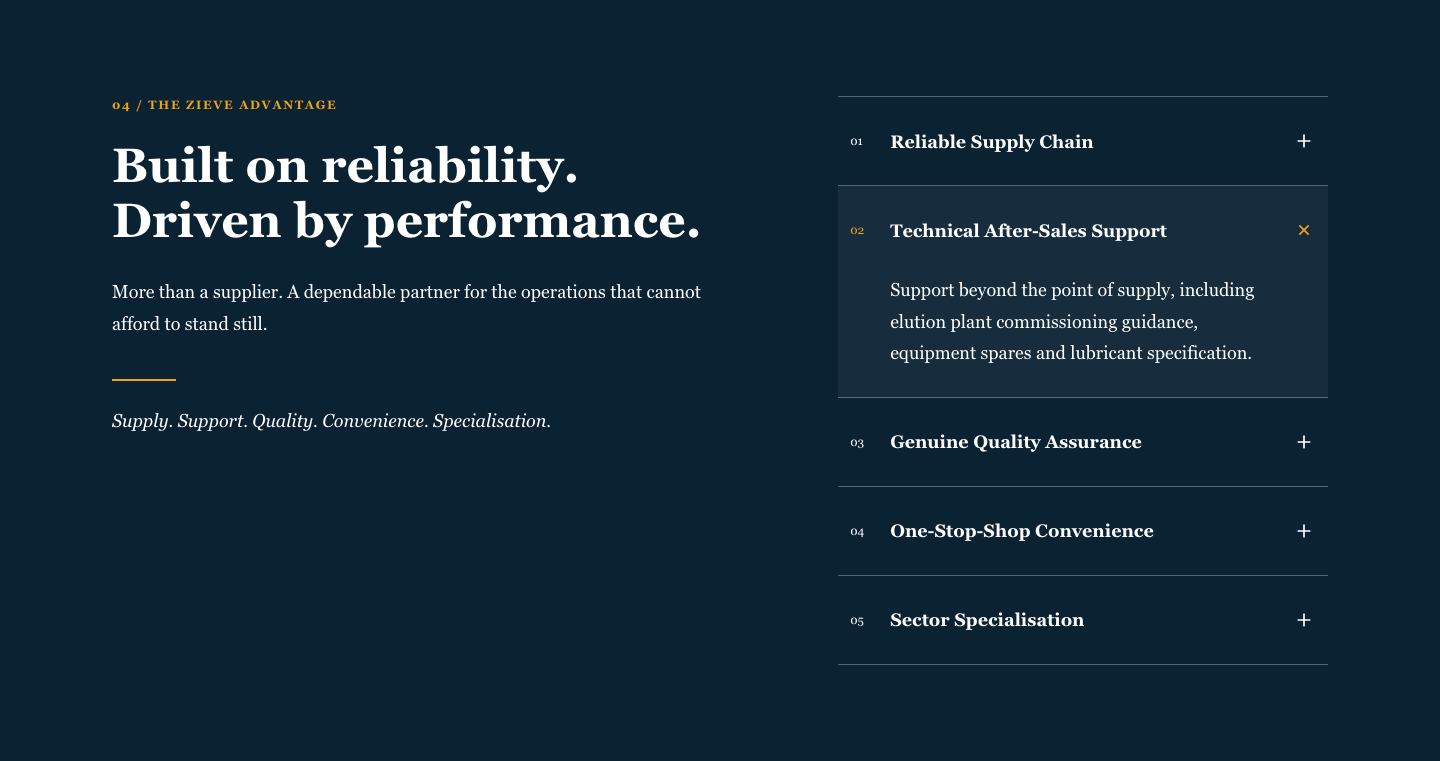 04 / THE ZIEVE ADVANTAGE
Built on reliability.
Driven by performance.
More than a supplier. A dependable partner for the operations that cannot
afford to stand still.
Supply. Support. Quality. Convenience. Specialisation.
01 Reliable Supply Chain +
02 Technical After-Sales Support ×
Support beyond the point of supply, including
elution plant commissioning guidance,
equipment spares and lubricant specification.
03 Genuine Quality Assurance +
04 One-Stop-Shop Convenience +
05 Sector Specialisation +